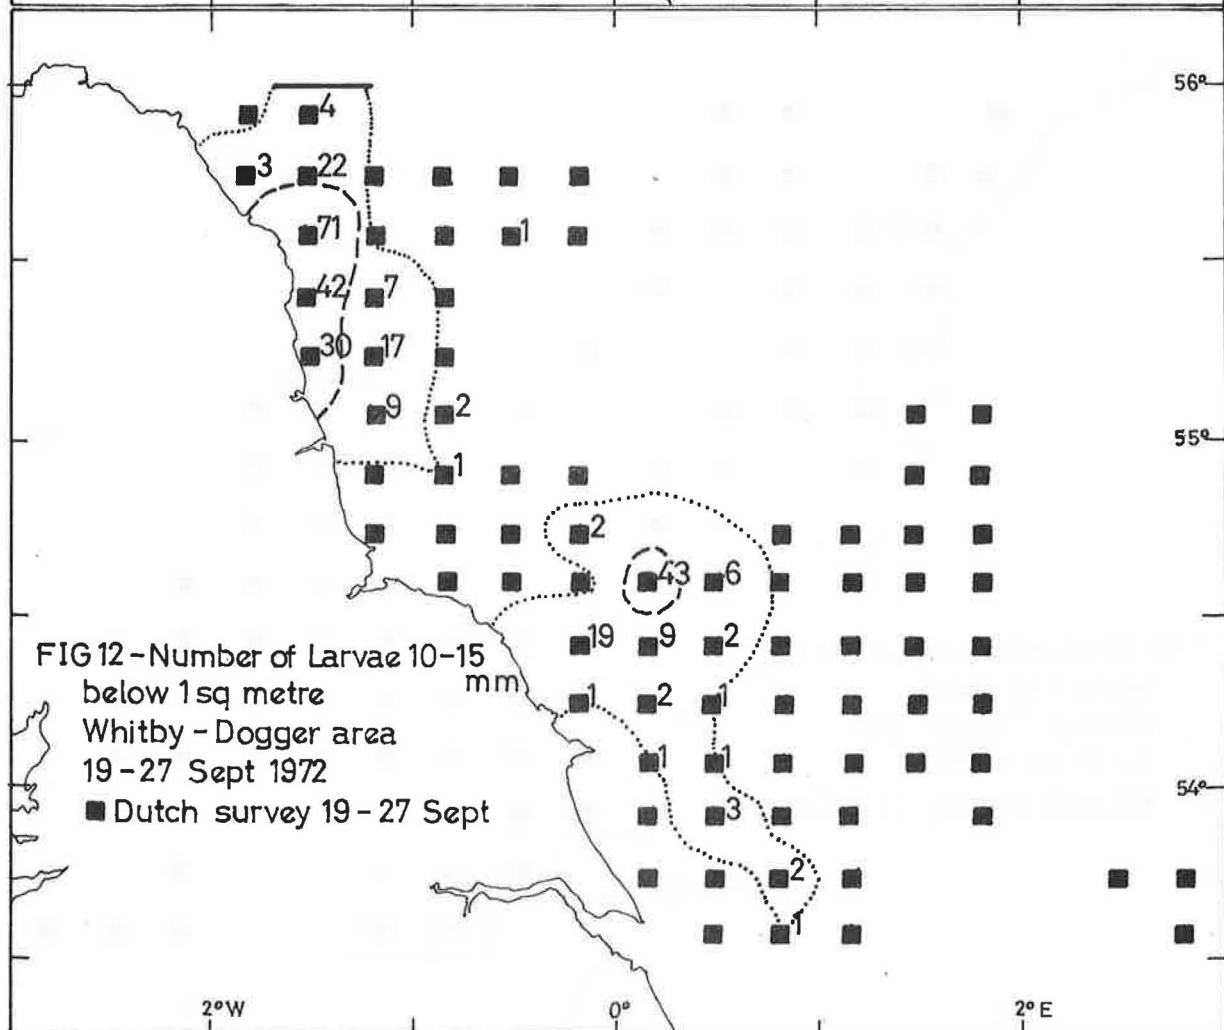 56°
4
3 22
71 1
42 7
30 17
9 2
55°
1
2
43 6
19 9 2
FIG 12 - Number of Larvae 10-15 mm
below 1 sq metre
1 2 1
Whitby - Dogger area
1 1
19-27 Sept 1972
54°
■ Dutch survey 19-27 Sept
3
2
1
2°W 0° 2°E